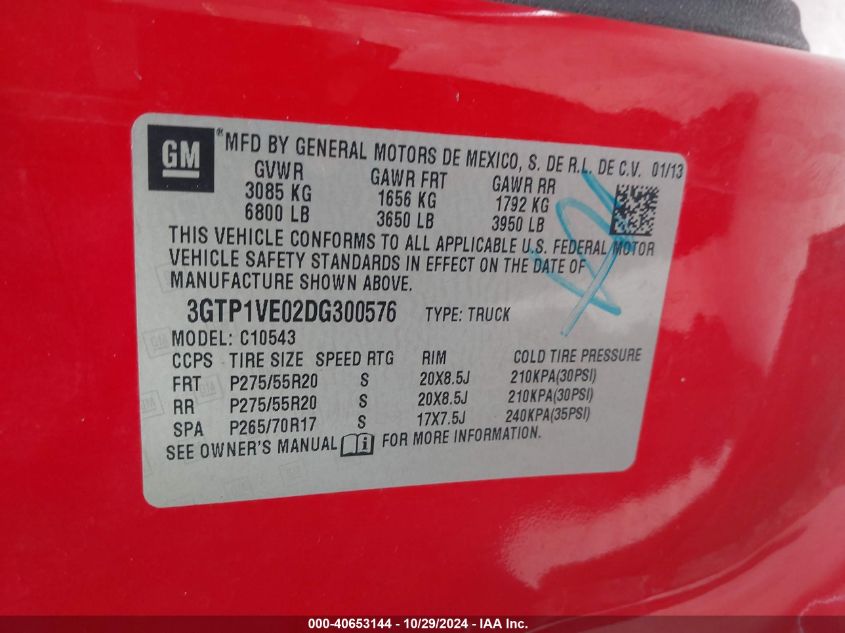 GM ® MFD BY GENERAL MOTORS DE MEXICO, S. DE R.L. DE C.V. 01/13
GVWR GAWR FRT GAWR RR
3085 KG 1656 KG 1792 KG
6800 LB 3650 LB 3950 LB
THIS VEHICLE CONFORMS TO ALL APPLICABLE U.S. FEDERAL MOTOR
VEHICLE SAFETY STANDARDS IN EFFECT ON THE DATE OF
MANUFACTURE SHOWN ABOVE.
3GTP1VE02DG300576 TYPE: TRUCK
MODEL: C10543
CCPS TIRE SIZE SPEED RTG RIM COLD TIRE PRESSURE
FRT P275/55R20 S 20X8.5J 210KPA(30PSI)
RR P275/55R20 S 20X8.5J 210KPA(30PSI)
SPA P265/70R17 S 17X7.5J 240KPA(35PSI)
SEE OWNER'S MANUAL FOR MORE INFORMATION.
000-40653144 - 10/29/2024 - IAA Inc.